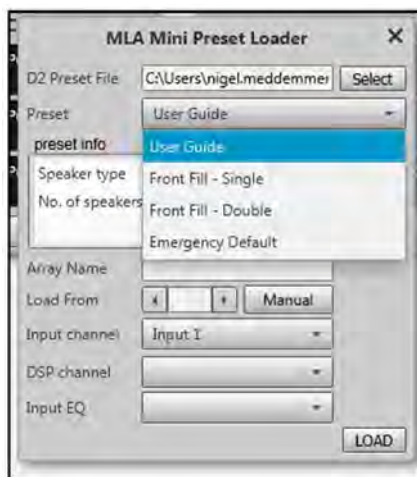 MLA Mini Preset Loader ×
D2 Preset File C:\Users\nigel.meddemmer Select
Preset User Guide
preset info
User Guide
Speaker type
Front Fill - Single
No. of speakers
Front Fill - Double
Emergency Default
Array Name
Load From Manual
Input channel Input 1
DSP channel
Input EQ
LOAD